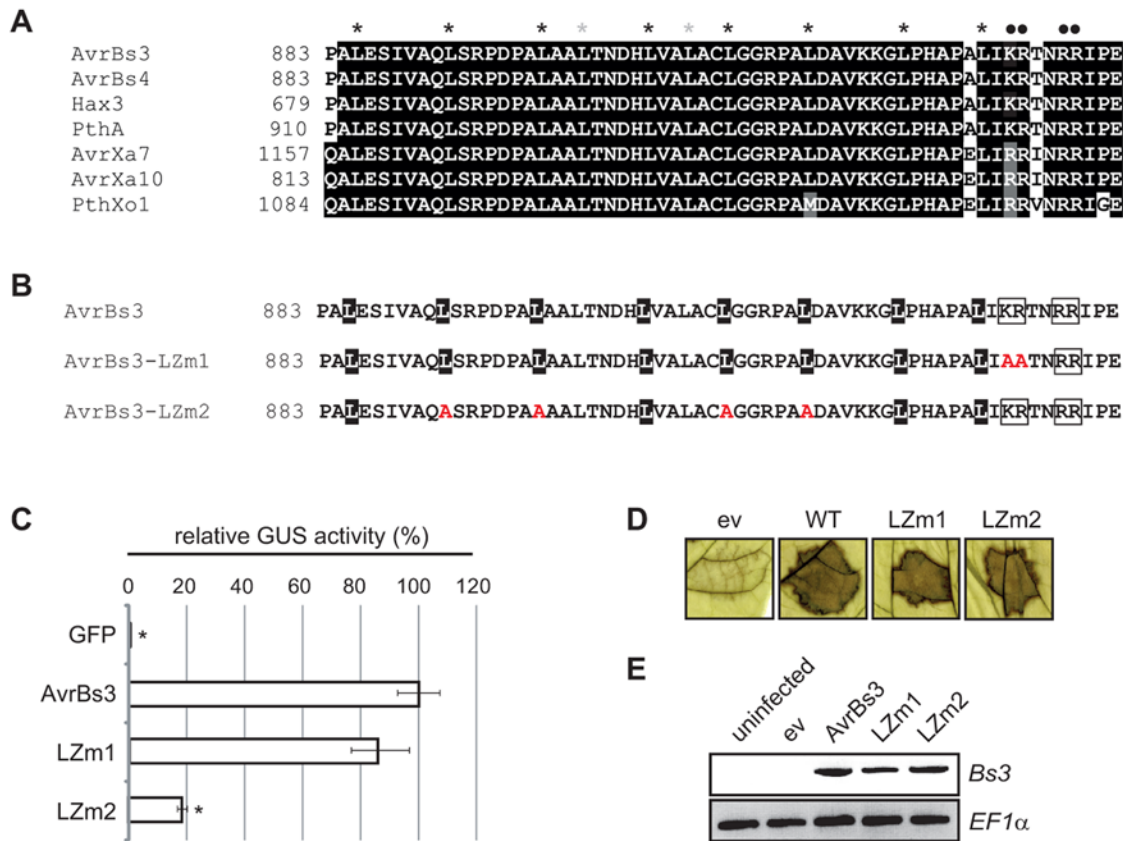 A
* * * * * * * * * * ●● ●●
AvrBs3 883 PALESIVAQLSRPDPALAALTNDHLVALACLGGRPALDAVKKGLPHAPALIKRTNRRIPE
AvrBs4 883 PALESIVAQLSRPDPALAALTNDHLVALACLGGRPALDAVKKGLPHAPALIKRTNRRIPE
Hax3 679 PALESIVAQLSRPDPALAALTNDHLVALACLGGRPALDAVKKGLPHAPALIKRTNRRIPE
PthA 910 PALESIVAQLSRPDPALAALTNDHLVALACLGGRPALDAVKKGLPHAPALIKRTNRRIPE
AvrXa7 1157 QALESIVAQLSRPDPALAALTNDHLVALACLGGRPALDAVKKGLPHAPELIRRINRRIPE
AvrXa10 813 QALESIVAQLSRPDPALAALTNDHLVALACLGGRPALDAVKKGLPHAPELIRRINRRIPE
PthXo1 1084 QALESIVAQLSRPDPALAALTNDHLVALACLGGRPAMDAVKKGLPHAPELIRRVNRRIGE
B
AvrBs3 883 PALESIVAQLSRPDPALAALTNDHLVALACLGGRPALDAVKKGLPHAPALIKRTNRRIPE
AvrBs3-LZm1 883 PALESIVAQLSRPDPALAALTNDHLVALACLGGRPALDAVKKGLPHAPALIAATNRRIPE
AvrBs3-LZm2 883 PALESIVAQASRPDPAAAALTNDHLVALACAGGRPAADAVKKGLPHAPALIKRTNRRIPE
C
relative GUS activity (%)
0 20 40 60 80 100 120
GFP *
AvrBs3
LZm1
LZm2 *
D
ev WT LZm1 LZm2
E
uninfected ev AvrBs3 LZm1 LZm2
Bs3
EF1α